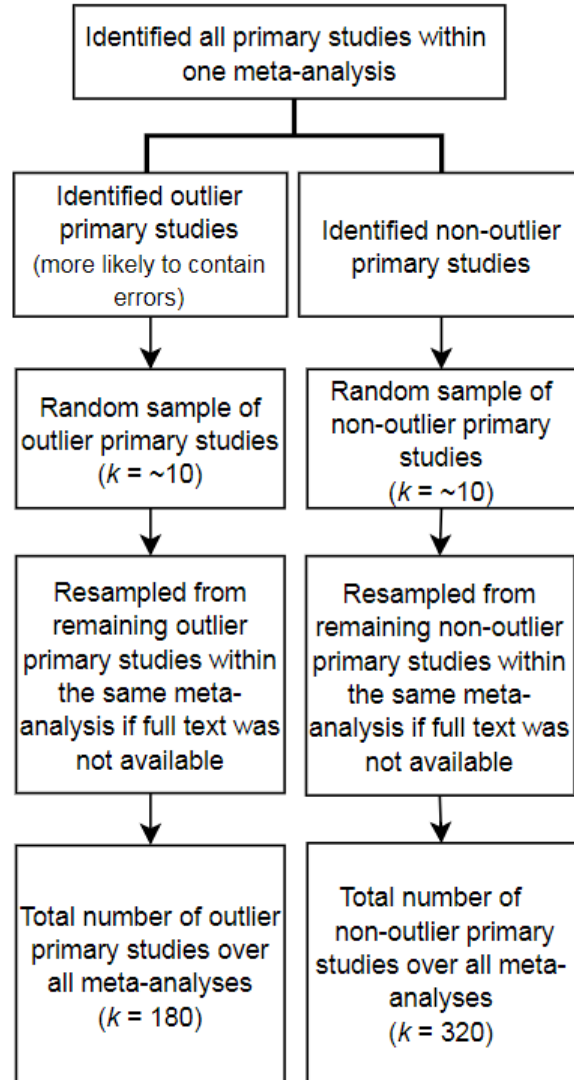 Identified all primary studies within
one meta-analysis
Identified outlier
primary studies
(more likely to contain
errors)
Identified non-outlier
primary studies
Random sample of
outlier primary studies
(k = ~10)
Random sample of
non-outlier primary
studies
(k = ~10)
Resampled from
remaining outlier
primary studies within
the same meta-
analysis if full text was
not available
Resampled from
remaining non-outlier
primary studies within
the same meta-
analysis if full text was
not available
Total number of outlier
primary studies over
all meta-analyses
(k = 180)
Total number of
non-outlier primary
studies over all meta-
analyses
(k = 320)